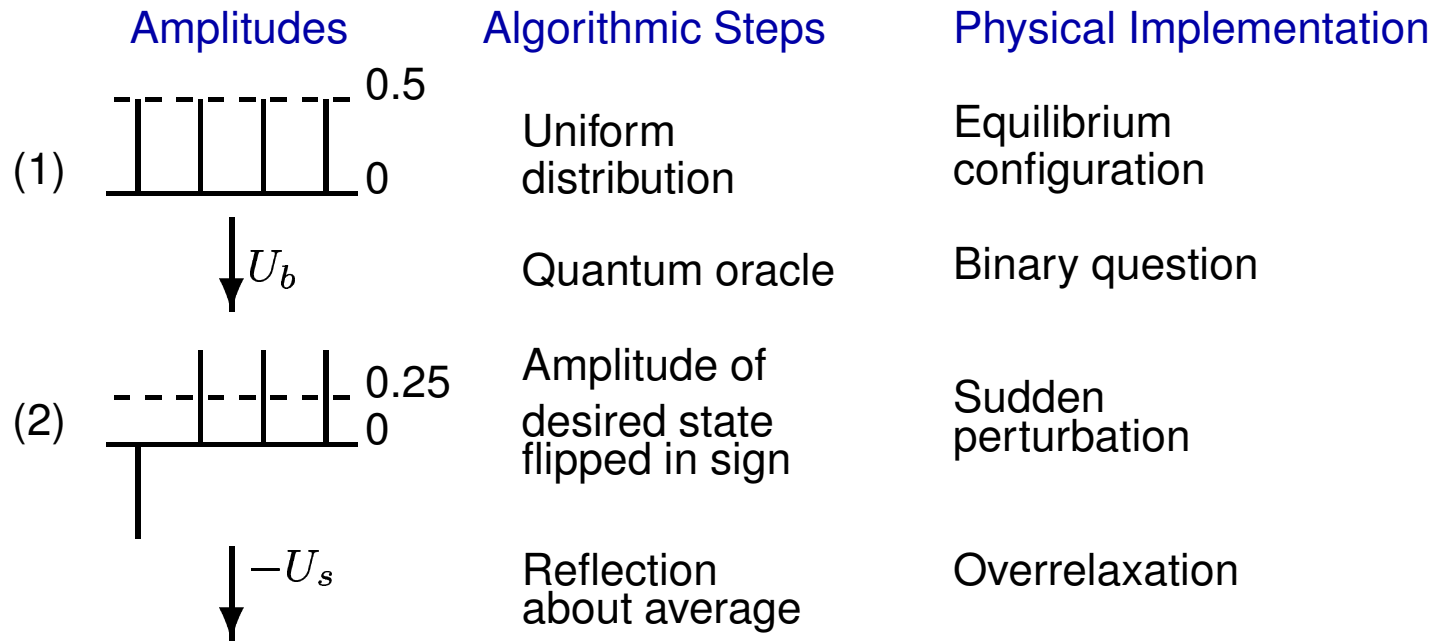 Amplitudes Algorithmic Steps Physical Implementation
0.5
Uniform
distribution
Equilibrium
configuration
(1)
0
U_b
Quantum oracle
Binary question
Amplitude of
desired state
flipped in sign
0.25
(2)
0
Sudden
perturbation
−U_s
Reflection
about average
Overrelaxation